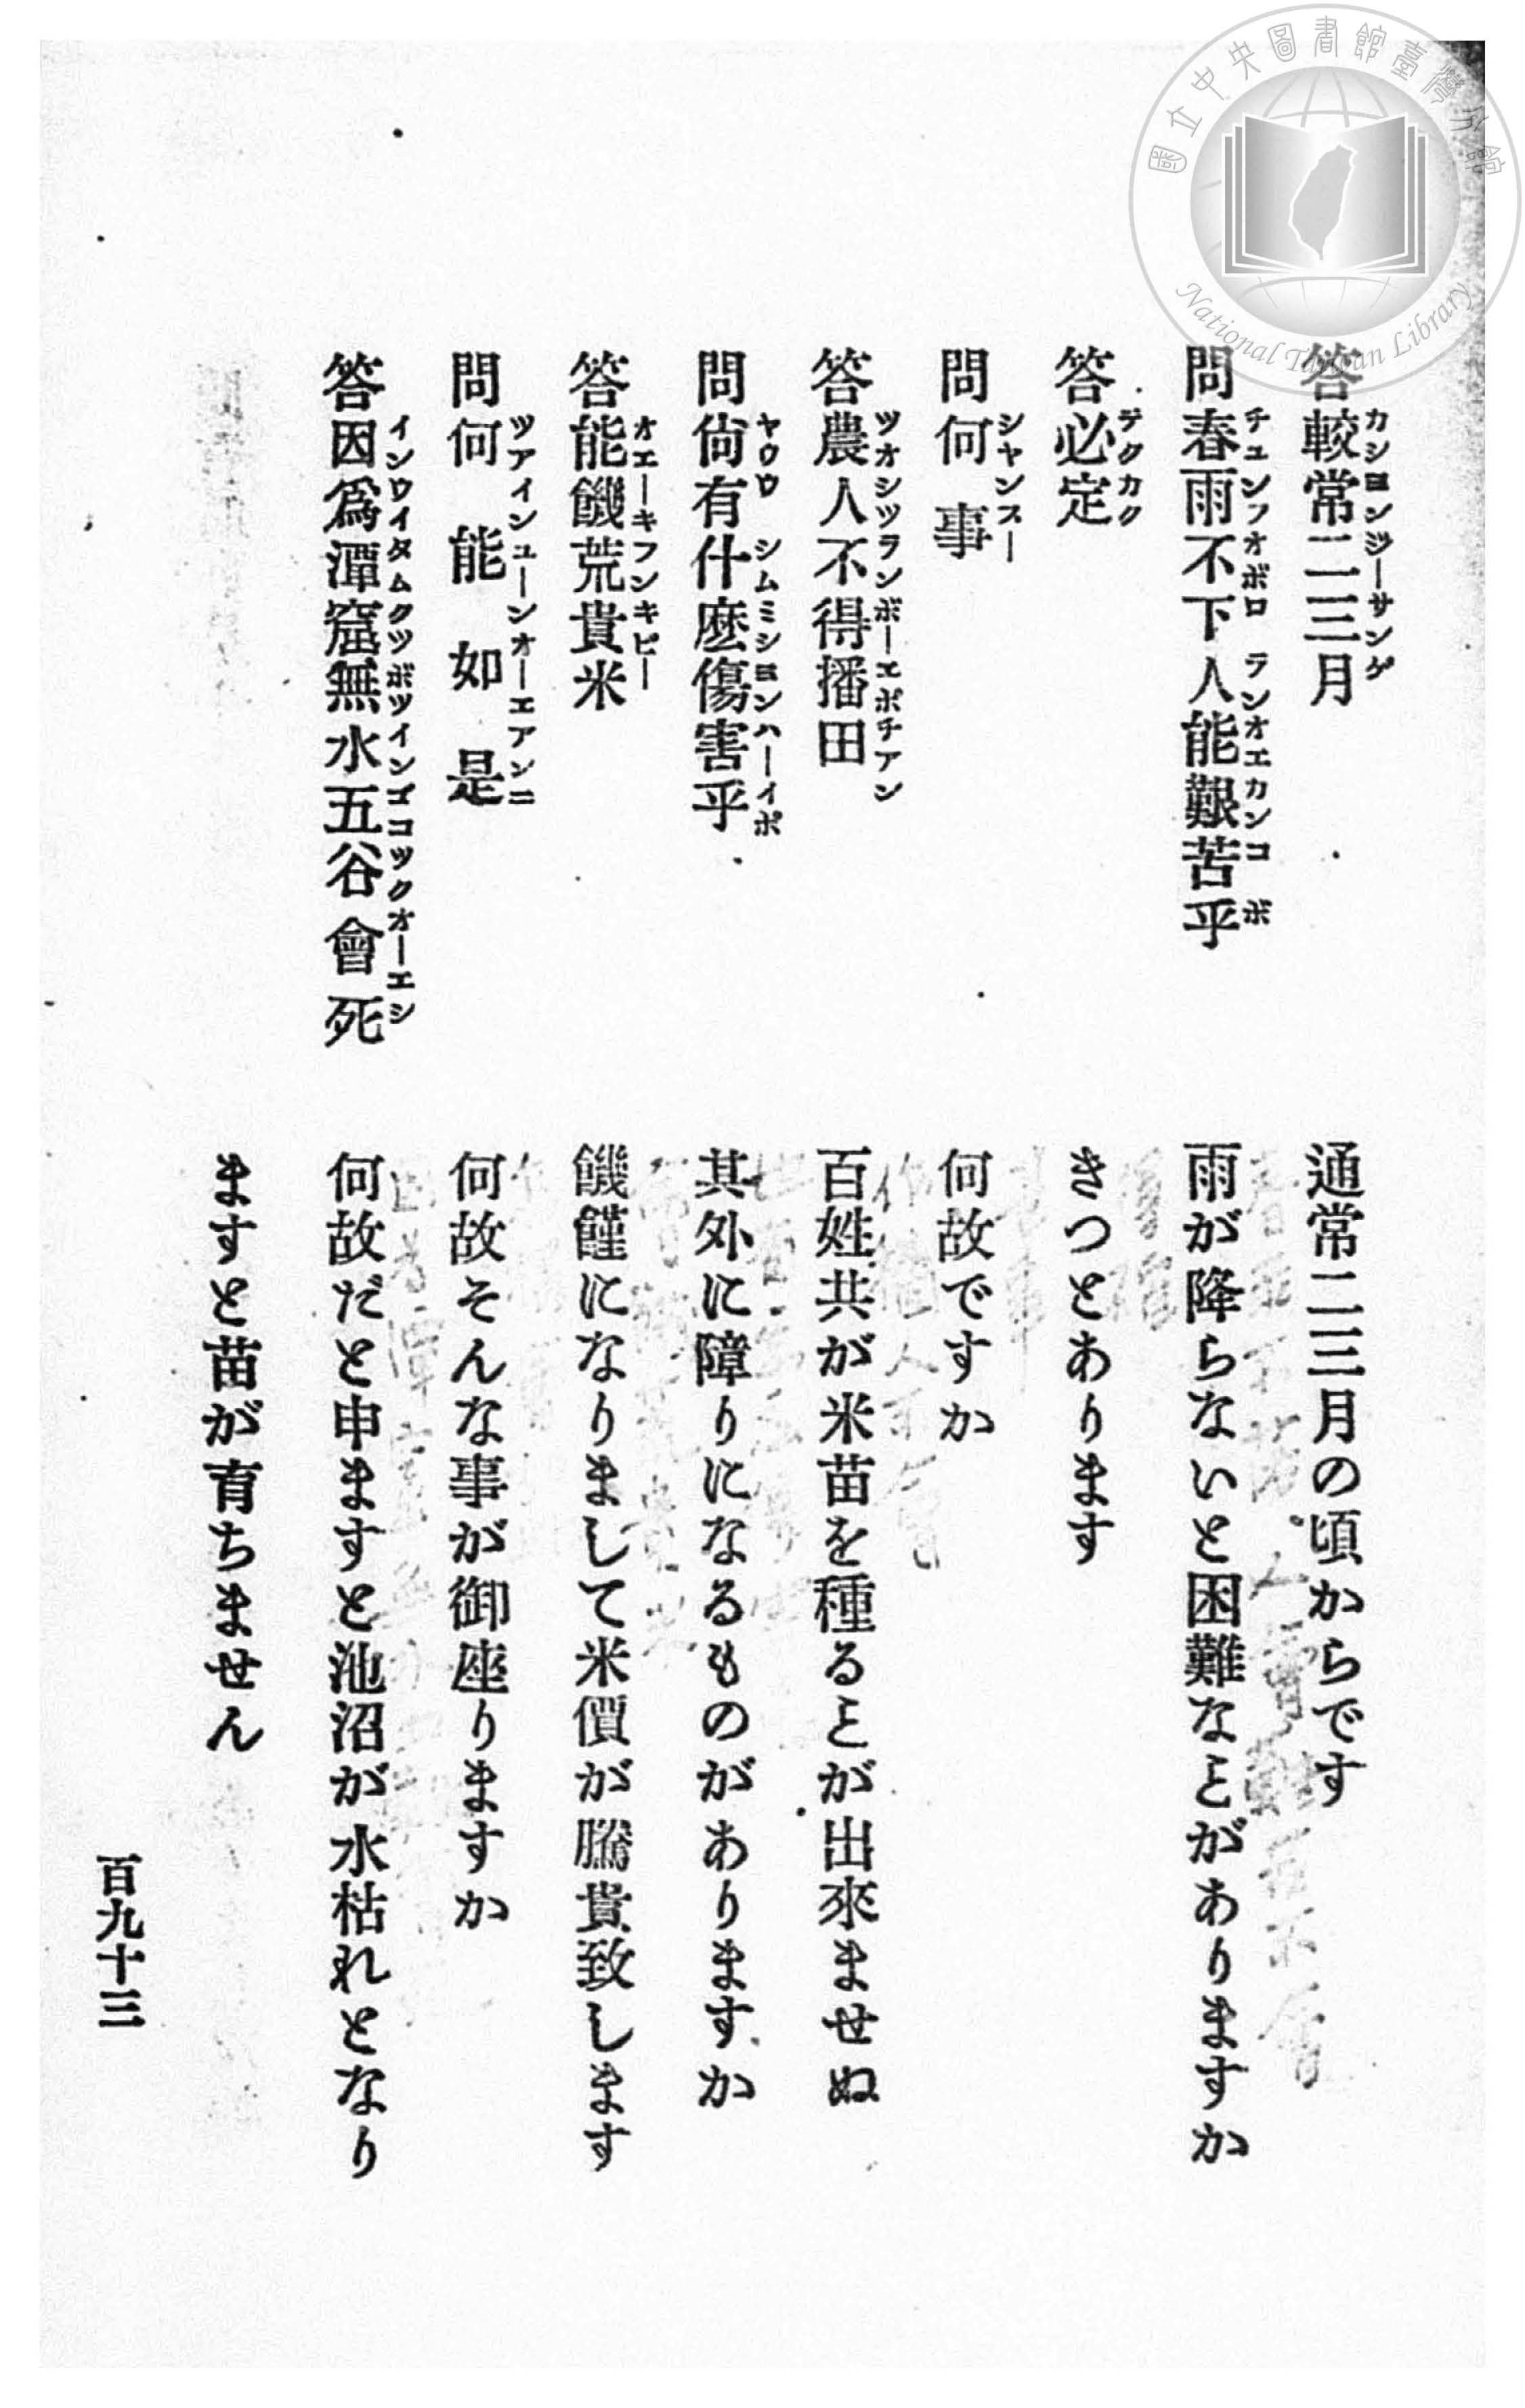 國立中央圖書館臺灣分館
National Taiwan Library
答較常二三月
カシヨンジーサンゲ
通常二三月の頃からです
問春雨不下人能艱苦乎
チユンフオボロ ランオエカンコ ボ
雨が降らないと困難なヿがありますか
答必定
デクカク
きつとあります
問何事
シヤンスー
何故ですか
答農人不得播田
ツオシツランボーエポチアン
百姓共が米苗を種るヿが出來ませぬ
問尙有什麽傷害乎
ヤウロ シムミシヨンハーイボ
其外に障りになるものがありますか
答能饑荒貴米
オエーキフンキビー
饑饉になりまして米價が騰貴致します
問何能如是
ツアインユーンオーエアンニ
何故そんな事が御座りますか
答因爲潭窟無水五谷會死
インワイタムクツボツインゴコツクオーエシ
何故だと申ますと池沼が水枯れとなり
ますと苗が育ちません
百九十三